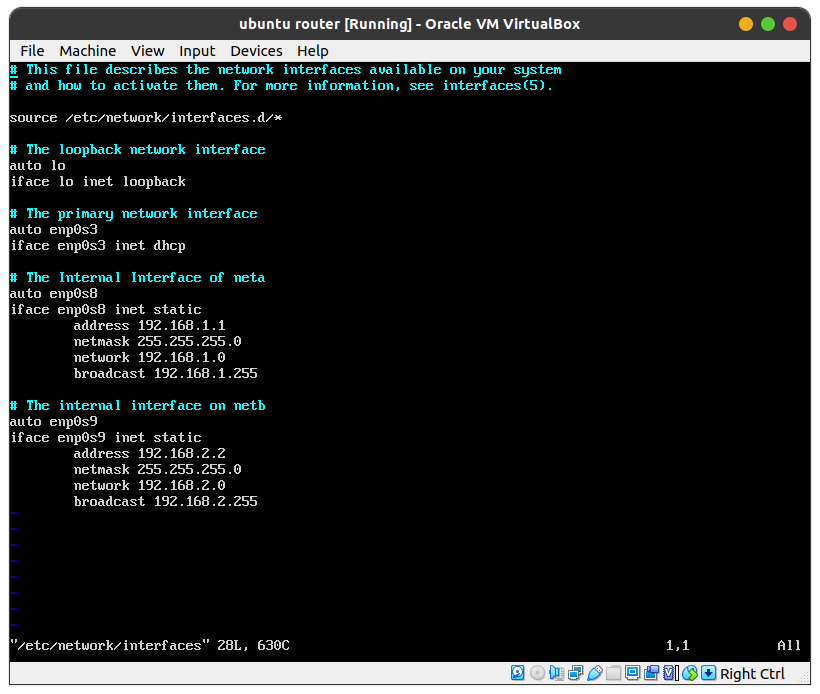 ubuntu router [Running] - Oracle VM VirtualBox
File Machine View Input Devices Help
# This file describes the network interfaces available on your system
# and how to activate them. For more information, see interfaces(5).
source /etc/network/interfaces.d/*
# The loopback network interface
auto lo
iface lo inet loopback
# The primary network interface
auto enp0s3
iface enp0s3 inet dhcp
# The Internal Interface of neta
auto enp0s8
iface enp0s8 inet static
address 192.168.1.1
netmask 255.255.255.0
network 192.168.1.0
broadcast 192.168.1.255
# The internal interface on netb
auto enp0s9
iface enp0s9 inet static
address 192.168.2.2
netmask 255.255.255.0
network 192.168.2.0
broadcast 192.168.2.255
~
~
~
~
~
~
~
~
"/etc/network/interfaces" 28L, 630C 1,1 All
Right Ctrl